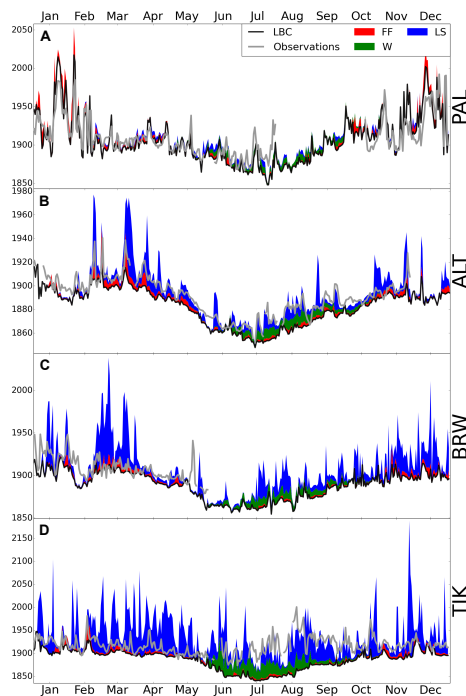 Jan Feb Mar Apr May Jun Jul Aug Sep Oct Nov Dec
A
LBC
FF
LS
Observations
W
2050
2000
1950
1900
1850
PAL
B
1980
1960
1940
1920
1900
1880
1860
ALT
C
2000
1950
1900
1850
BRW
D
2150
2100
2050
2000
1950
1900
1850
TIK
Jan Feb Mar Apr May Jun Jul Aug Sep Oct Nov Dec